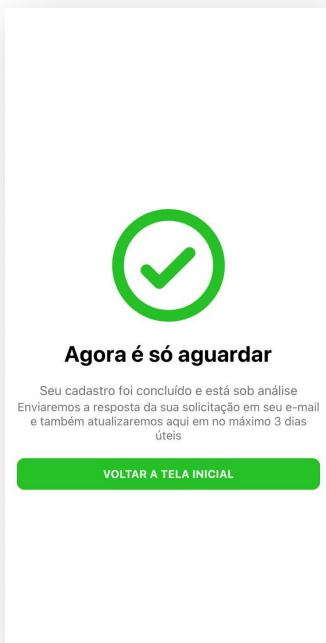 Agora é só aguardar
Seu cadastro foi concluído e está sob análise
Enviaremos a resposta da sua solicitação em seu e-mail
e também atualizaremos aqui em no máximo 3 dias
úteis
VOLTAR A TELA INICIAL